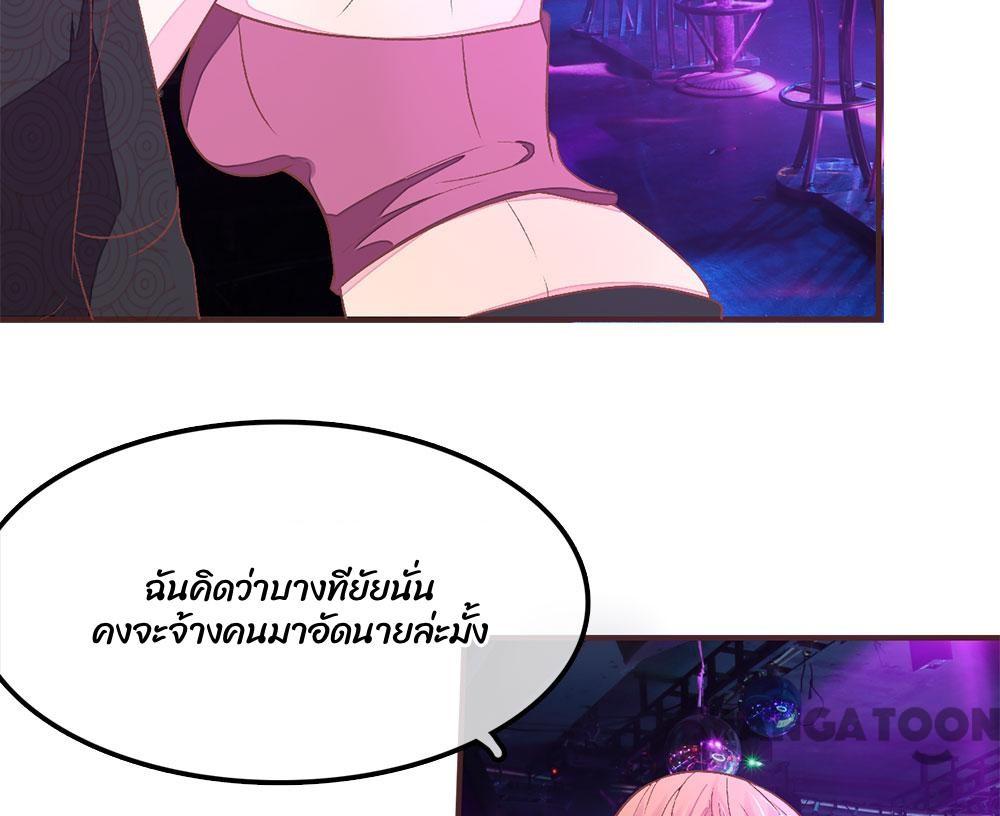 ฉันคิดว่าบางทียัยนั่น
คงจะจ้างคนมาอัดนายล่ะมั้ง
MANGATOON